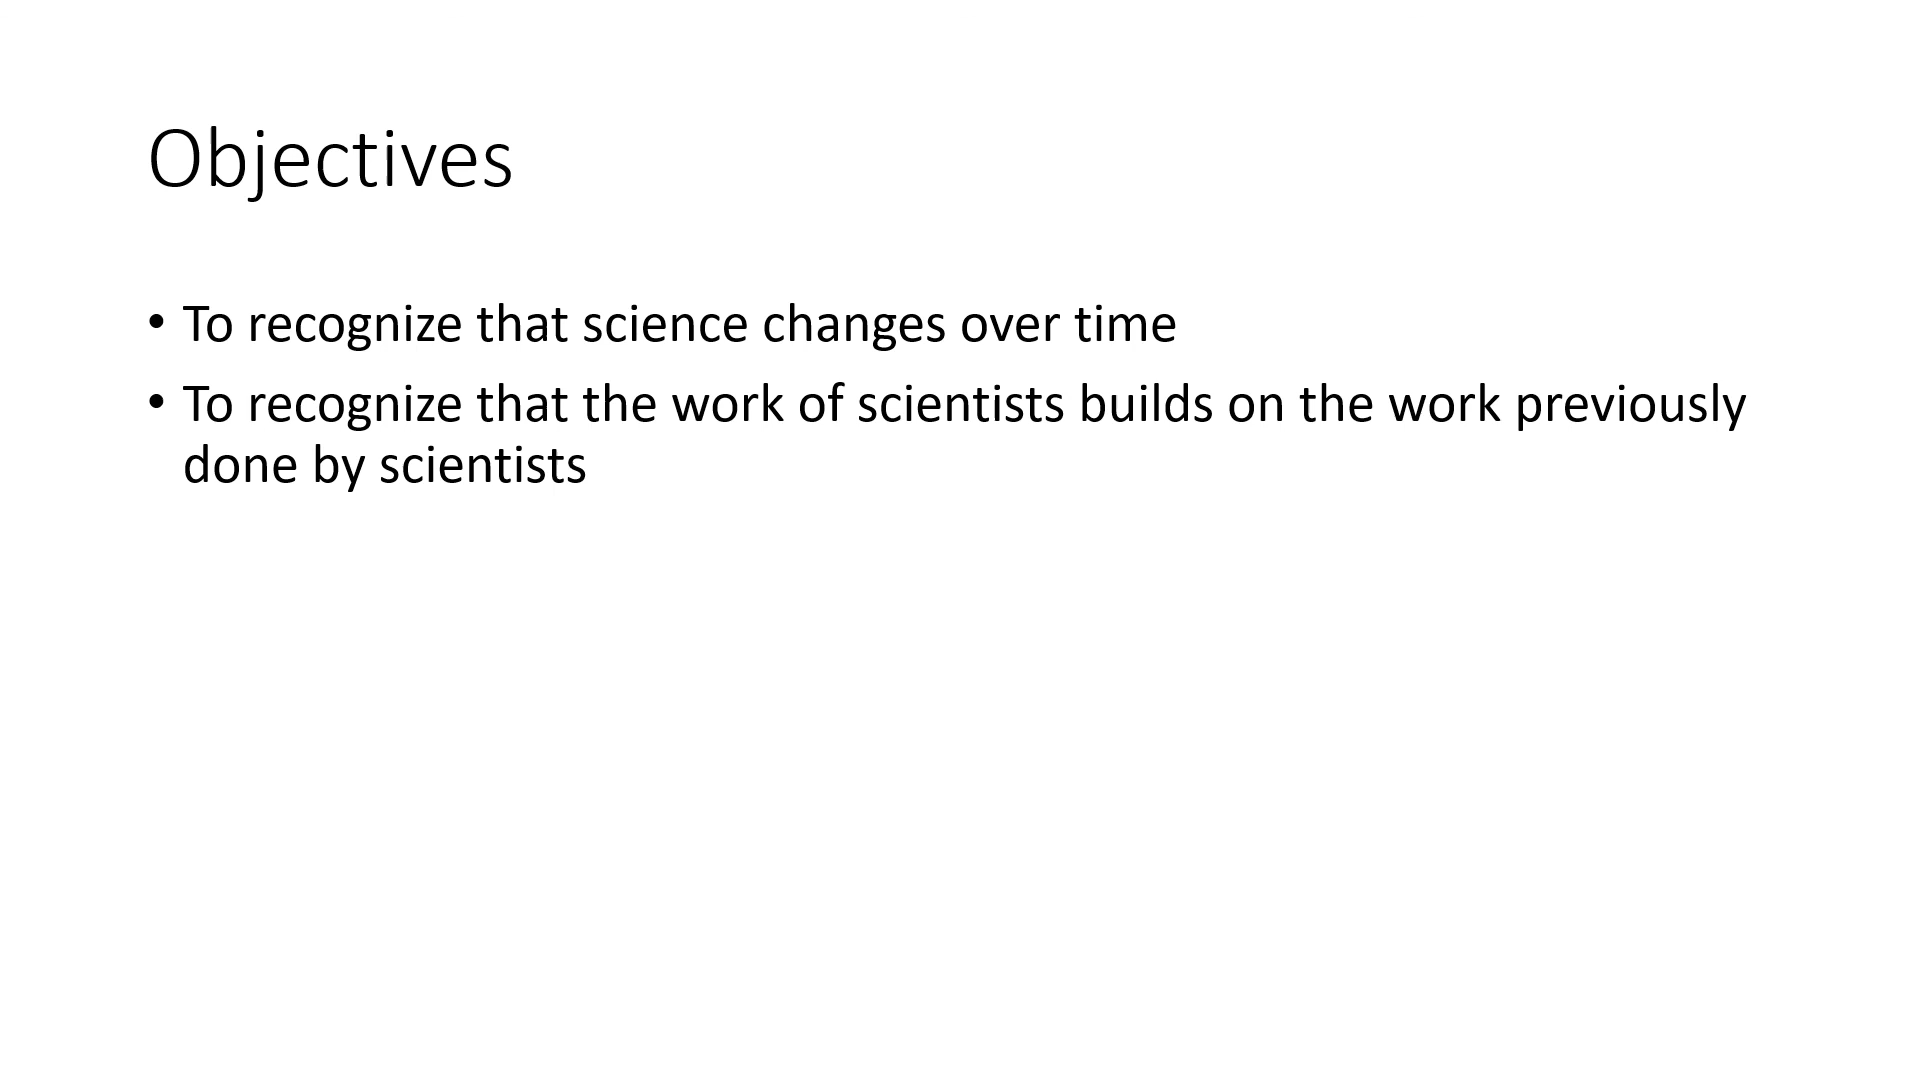 Objectives
• To recognize that science changes over time
• To recognize that the work of scientists builds on the work previously
done by scientists